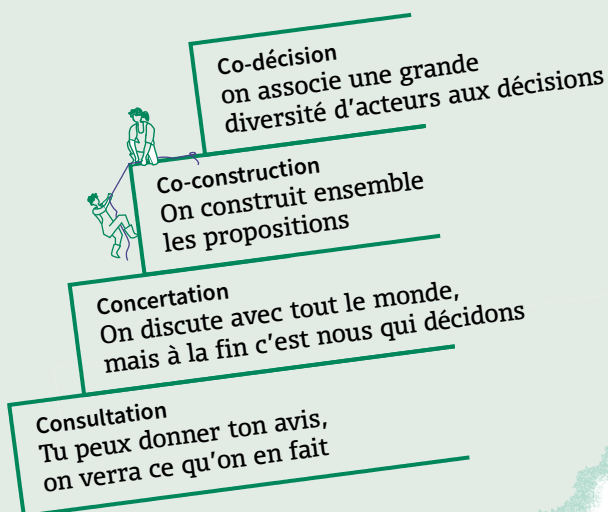 Co-décision
on associe une grande
diversité d'acteurs aux décisions
Co-construction
On construit ensemble
les propositions
Concertation
On discute avec tout le monde,
mais à la fin c'est nous qui décidons
Consultation
Tu peux donner ton avis,
on verra ce qu'on en fait